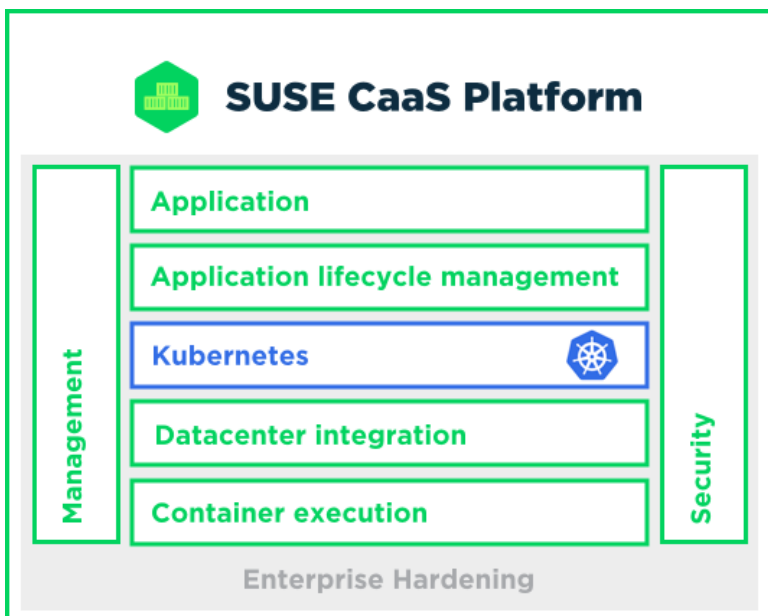 SUSE CaaS Platform
Management
Application
Application lifecycle management
Kubernetes
Datacenter integration
Container execution
Security
Enterprise Hardening